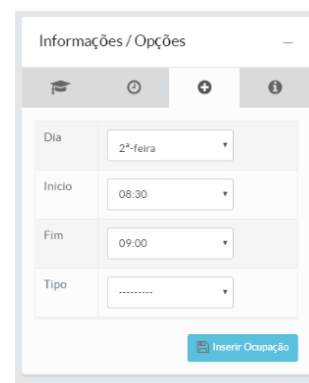 Informações / Opções
Dia 2ª-feira
Inicio 08:30
Fim 09:00
Tipo ---------
Inserir Ocupação